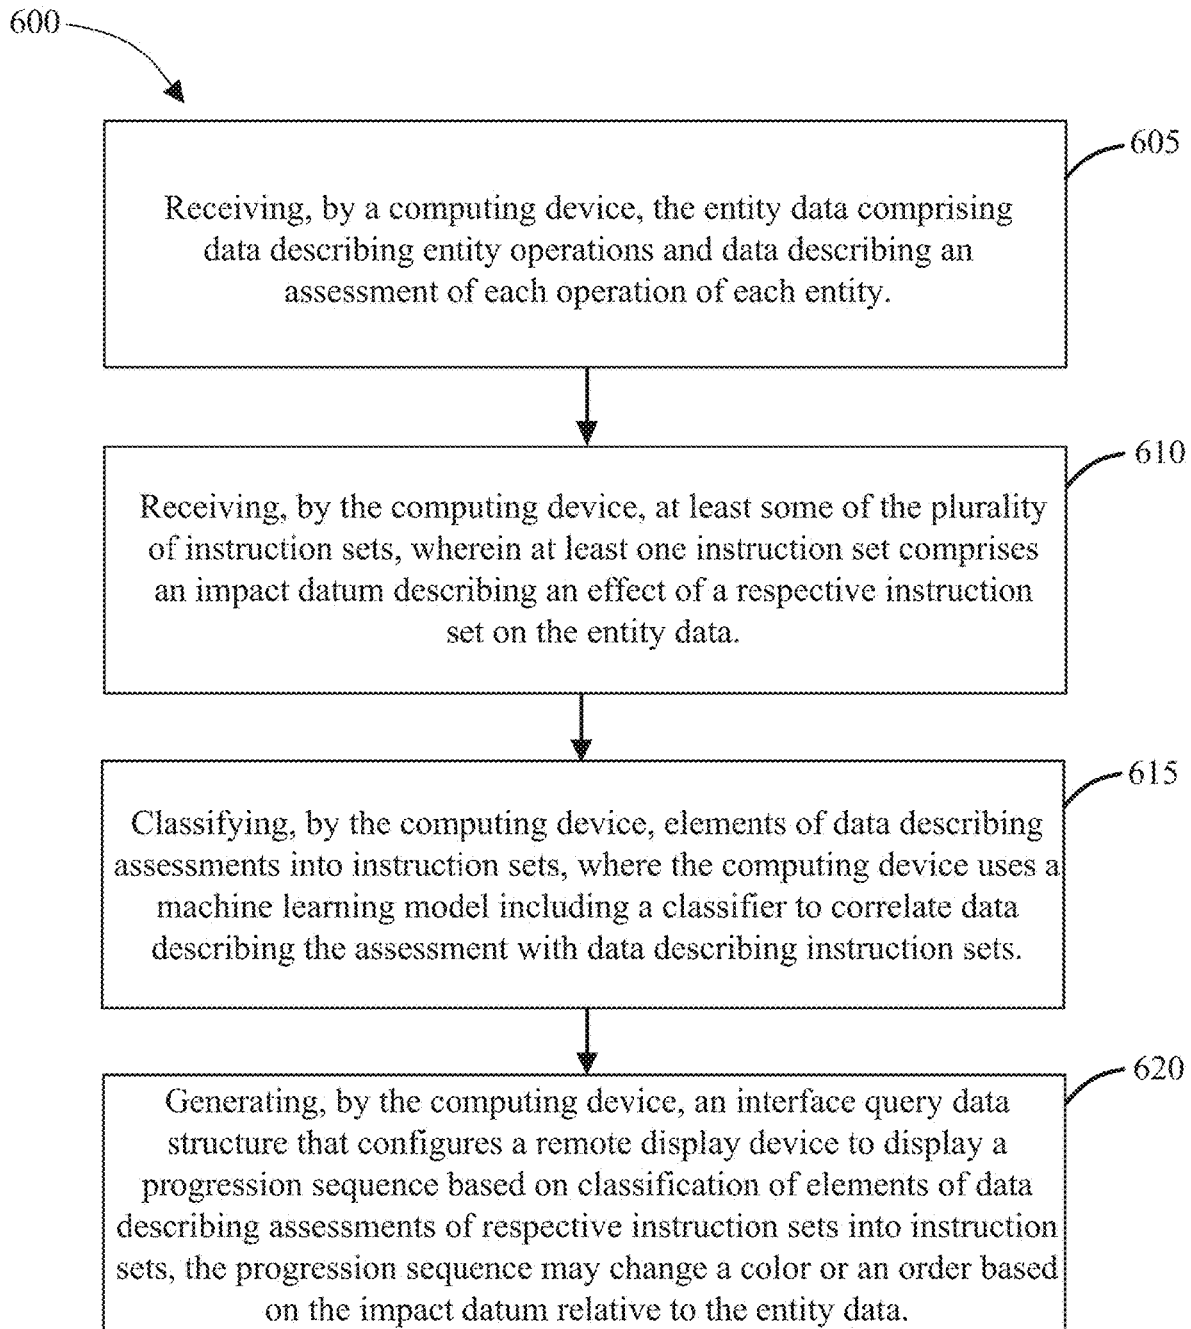 600
605
Receiving, by a computing device, the entity data comprising
data describing entity operations and data describing an
assessment of each operation of each entity.
610
Receiving, by the computing device, at least some of the plurality
of instruction sets, wherein at least one instruction set comprises
an impact datum describing an effect of a respective instruction
set on the entity data.
615
Classifying, by the computing device, elements of data describing
assessments into instruction sets, where the computing device uses a
machine learning model including a classifier to correlate data
describing the assessment with data describing instruction sets.
620
Generating, by the computing device, an interface query data
structure that configures a remote display device to display a
progression sequence based on classification of elements of data
describing assessments of respective instruction sets into instruction
sets, the progression sequence may change a color or an order based
on the impact datum relative to the entity data.